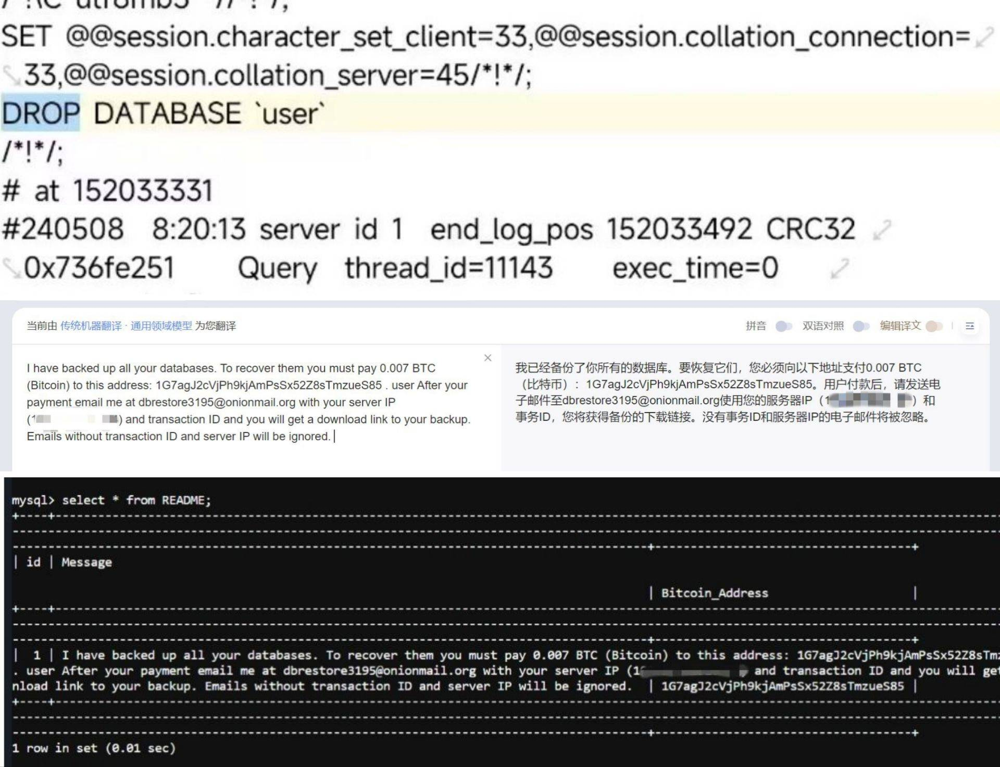 SET @@session.character_set_client=33,@@session.collation_connection=
33,@@session.collation_server=45/*!*/;
DROP DATABASE `user`
/*!*/;
# at 152033331
#240508 8:20:13 server id 1 end_log_pos 152033492 CRC32
0x736fe251 Query thread_id=11143 exec_time=0
当前由 传统机器翻译 · 通用领域模型 为您翻译
拼音 双语对照 编辑译文
I have backed up all your databases. To recover them you must pay 0.007 BTC
(Bitcoin) to this address: 1G7agJ2cVjPh9kjAmPsSx52Z8sTmzueS85 . user After your
payment email me at dbrestore3195@onionmail.org with your server IP
) and transaction ID and you will get a download link to your backup.
Emails without transaction ID and server IP will be ignored.
我已经备份了你所有的数据库。要恢复它们，您必须向以下地址支付0.007 BTC
（比特币）：1G7agJ2cVjPh9kjAmPsSx52Z8sTmzueS85。用户付款后，请发送电
子邮件至dbrestore3195@onionmail.org使用您的服务器IP（1 ）和
事务ID，您将获得备份的下载链接。没有事务ID和服务器IP的电子邮件将被忽略。
mysql> select * from README;
| id | Message
| Bitcoin_Address |
| 1 | I have backed up all your databases. To recover them you must pay 0.007 BTC (Bitcoin) to this address: 1G7agJ2cVjPh9kjAmPsSx52Z8sTm
. user After your payment email me at dbrestore3195@onionmail.org with your server IP (1 and transaction ID and you will get
nload link to your backup. Emails without transaction ID and server IP will be ignored. | 1G7agJ2cVjPh9kjAmPsSx52Z8sTmzueS85 |
1 row in set (0.01 sec)